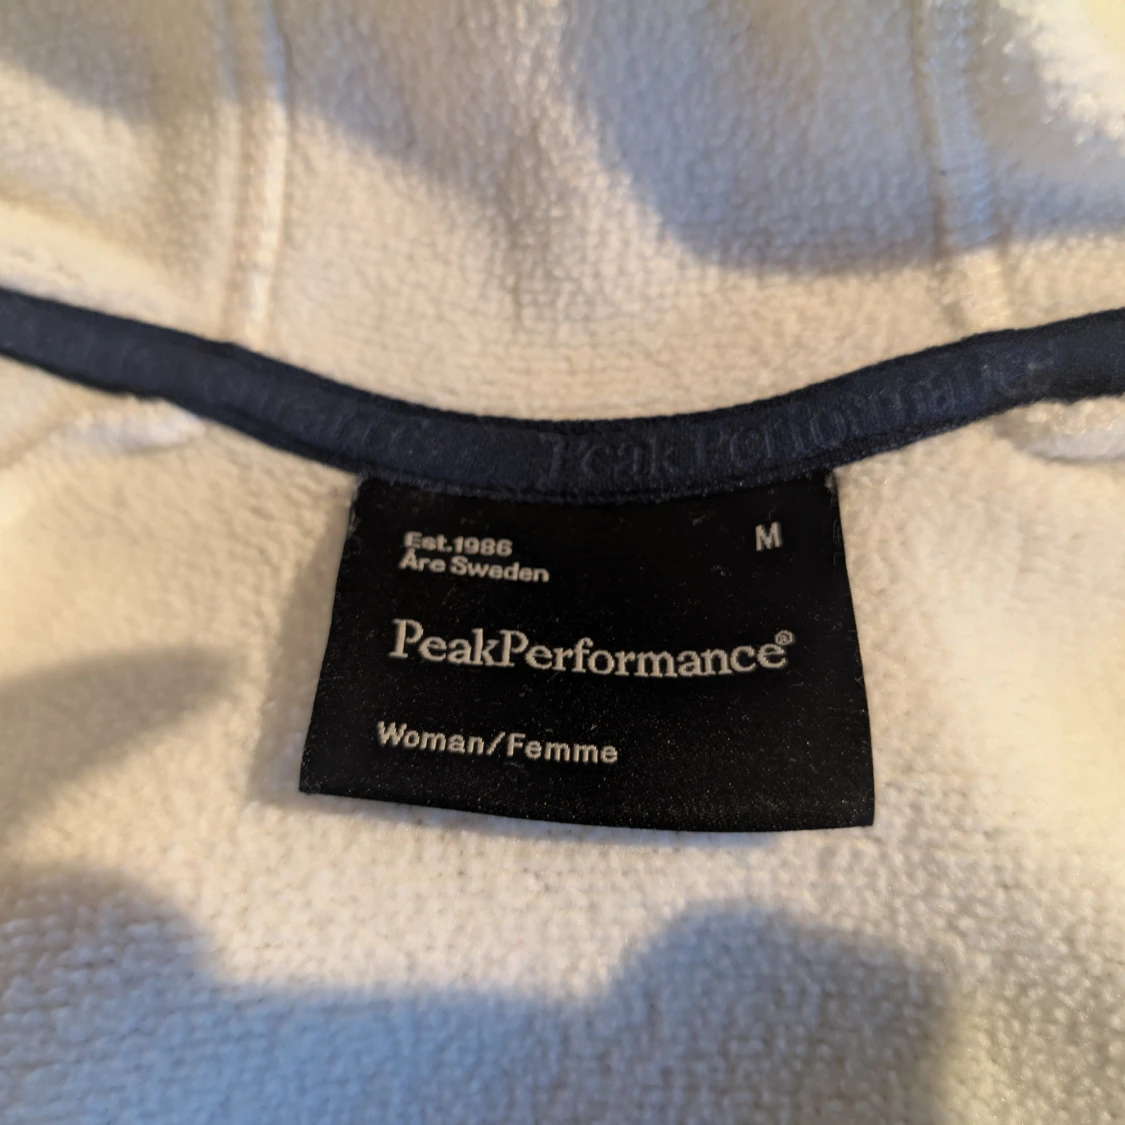 Peak Performance
Est.1986
Åre Sweden
M
PeakPerformance®
Woman/Femme